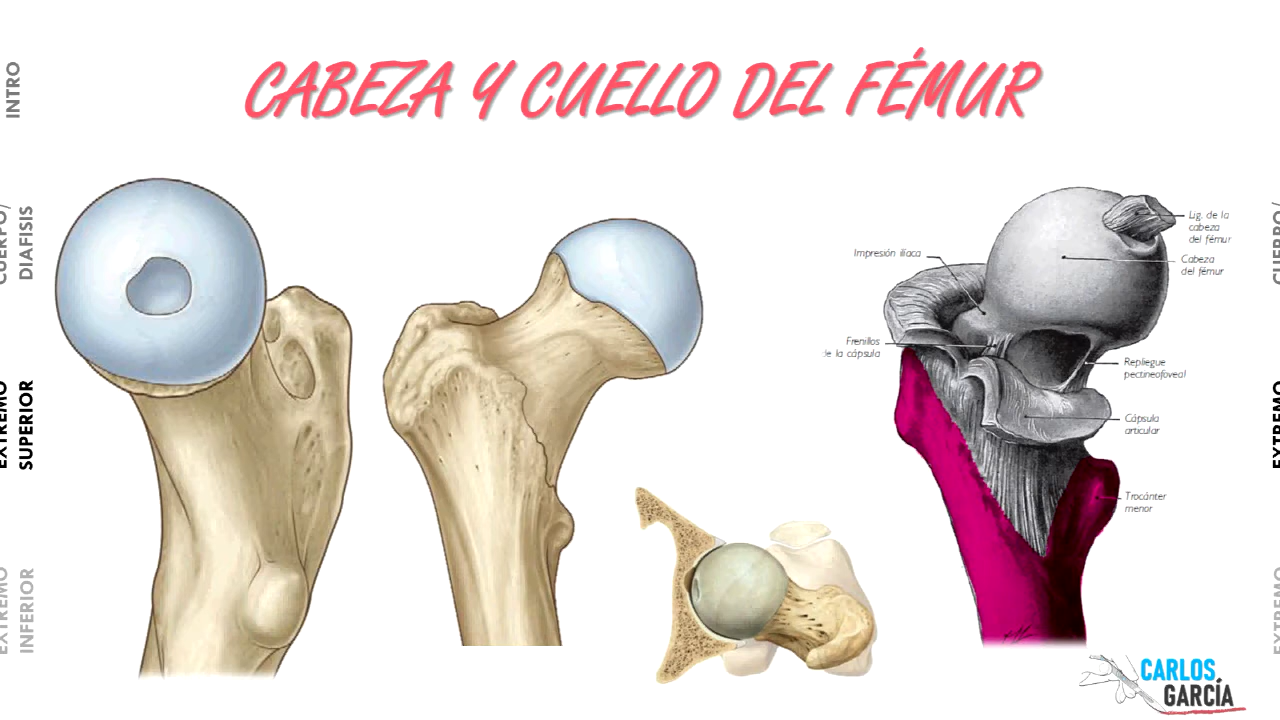 CABEZA Y CUELLO DEL FÉMUR
INTRO
CUERPO/
DIAFISIS
EXTREMO
SUPERIOR
EXTREMO
INFERIOR
Impresión ilíaca
Frenillos
de la cápsula
Lig. de la
cabeza
del fémur
Cabeza
del fémur
Repliegue
pectineofoveal
Cápsula
articular
Trocánter
menor
CUERPO/
EXTREMO
EXTREMO
CARLOS
GARCÍA